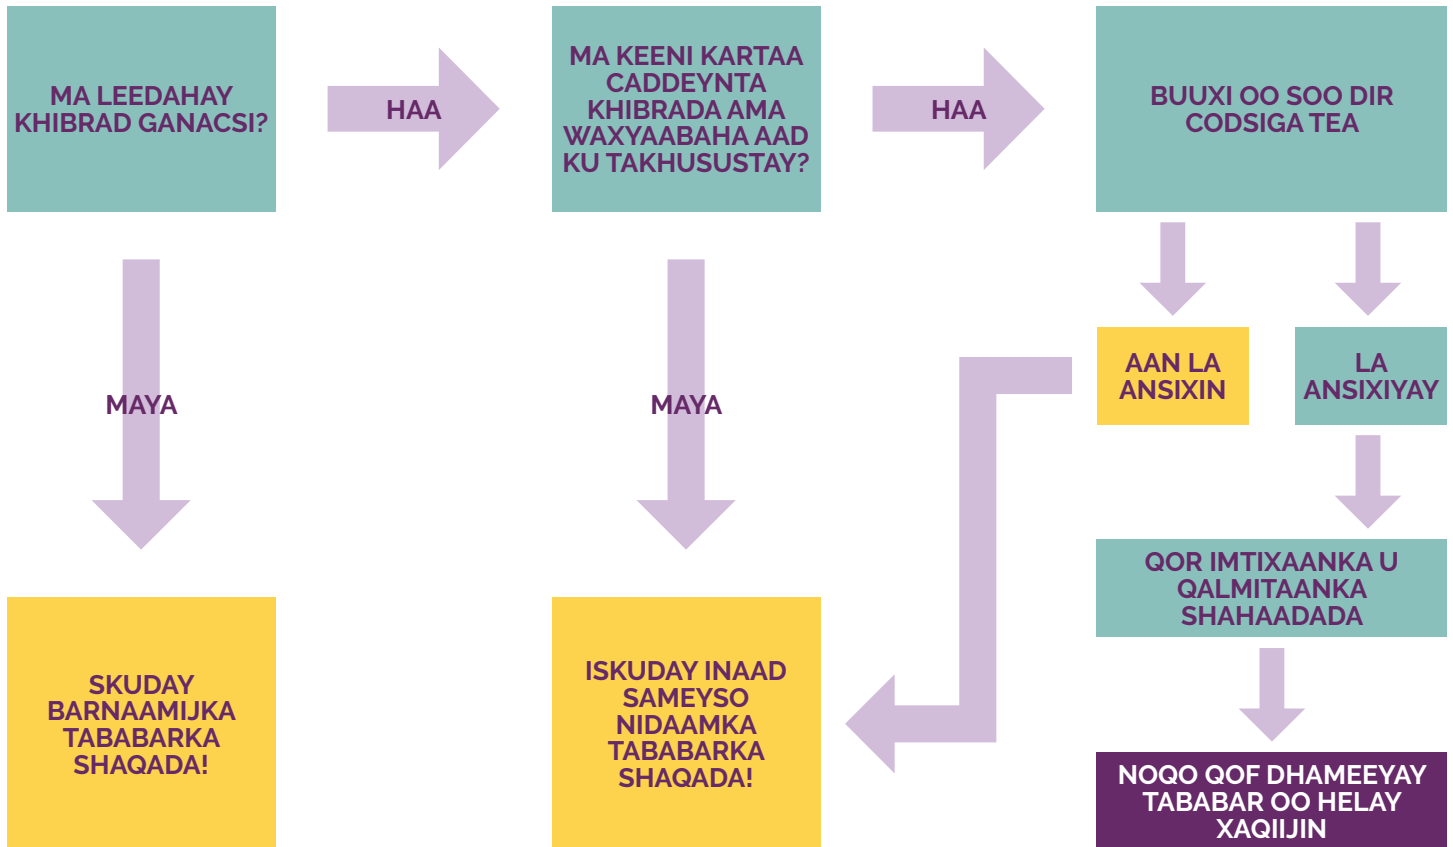 MA LEEDAHAY
KHIBRAD GANACSI?
HAA
MA KEENI KARTAA
CADDEYNTA
KHIBRADA AMA
WAXYAABAHA AAD
KU TAKHUSUSTAY?
HAA
BUUXI OO SOO DIR
CODSIGA TEA
AAN LA
ANSIXIN
LA
ANSIXIYAY
MAYA
MAYA
QOR IMTIXAANKA U
QALMITAANKA
SHAHAADADA
SKUDAY
BARNAAMIJKA
TABABARKA
SHAQADA!
ISKUDAY INAAD
SAMEYSO
NIDAAMKA
TABABARKA
SHAQADA!
NOQO QOF DHAMEEYAY
TABABAR OO HELAY
XAQIIJIN